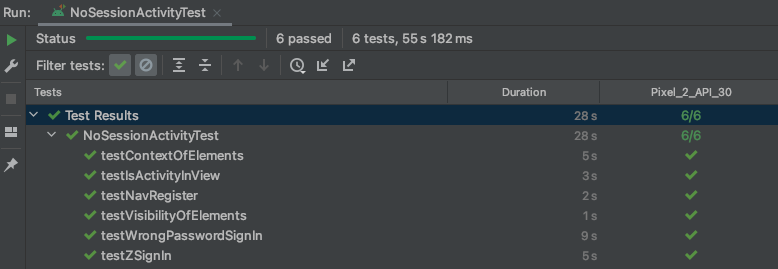 Run: NoSessionActivityTest
Status 6 passed 6 tests, 55 s 182 ms
Filter tests:
Tests Duration Pixel_2_API_30
Test Results 28 s 6/6
NoSessionActivityTest 28 s 6/6
testContextOfElements 5 s
testIsActivityInView 3 s
testNavRegister 2 s
testVisibilityOfElements 1 s
testWrongPasswordSignIn 9 s
testZSignIn 5 s